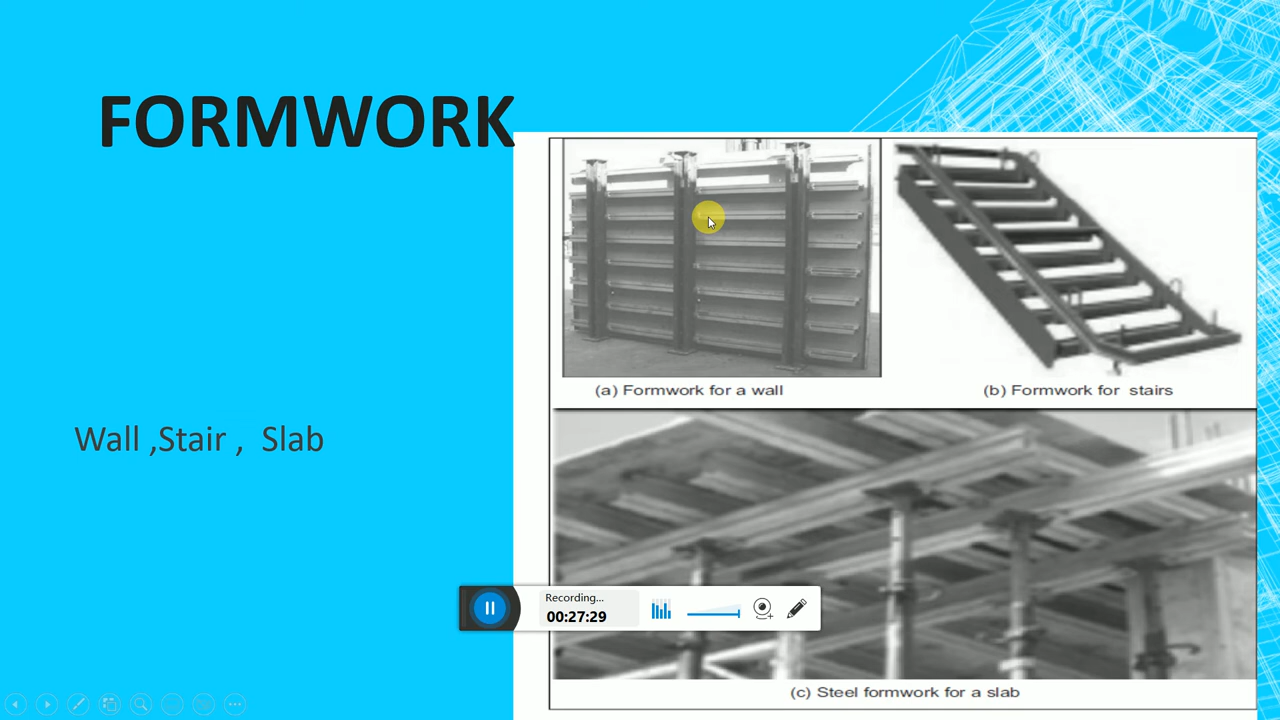 FORMWORK
Wall ,Stair ,  Slab
(a) Formwork for a wall
(b) Formwork for  stairs
Recording...
00:27:29
(c) Steel formwork for a slab